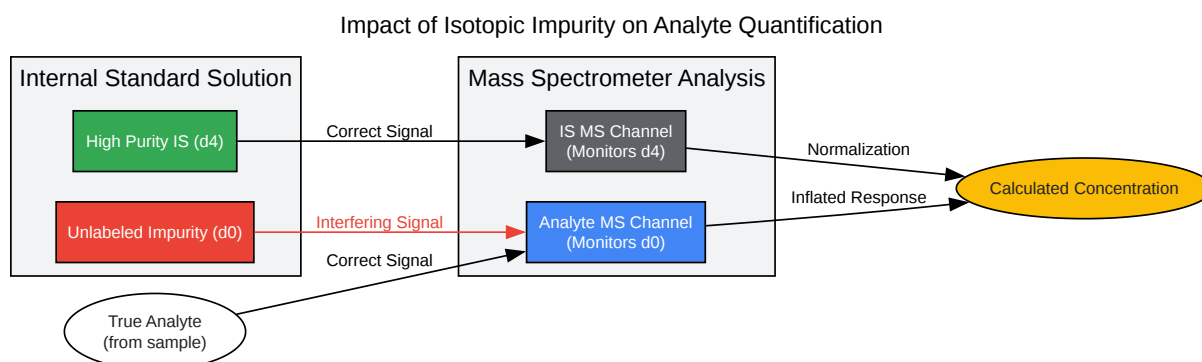 Impact of Isotopic Impurity on Analyte Quantification
Internal Standard Solution
Mass Spectrometer Analysis
High Purity IS (d4)
Correct Signal
IS MS Channel
(Monitors d4)
Normalization
Calculated Concentration
Unlabeled Impurity (d0)
Interfering Signal
Analyte MS Channel
(Monitors d0)
Inflated Response
Correct Signal
True Analyte
(from sample)